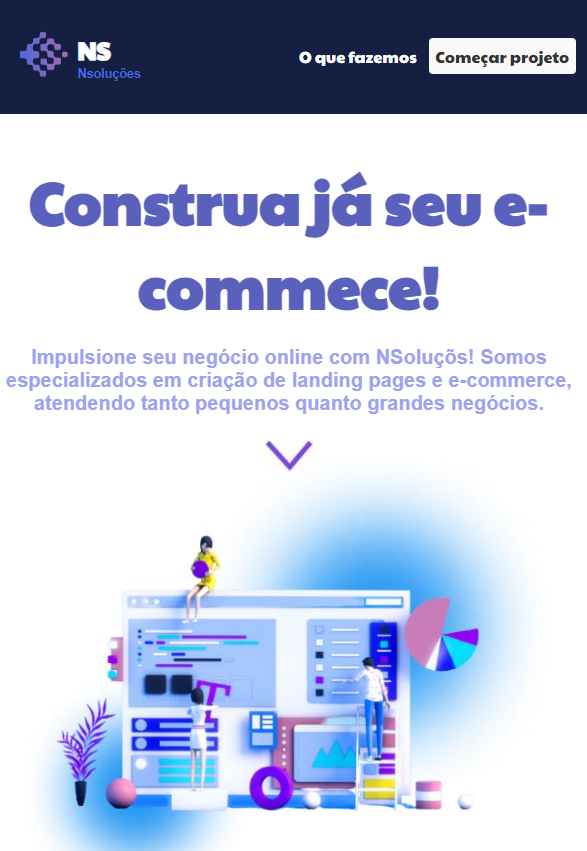 NS
Nsoluções
O que fazemos
Começar projeto
Construa já seu e-
commece!
Impulsione seu negócio online com NSoluçõs! Somos
especializados em criação de landing pages e e-commerce,
atendendo tanto pequenos quanto grandes negócios.
T